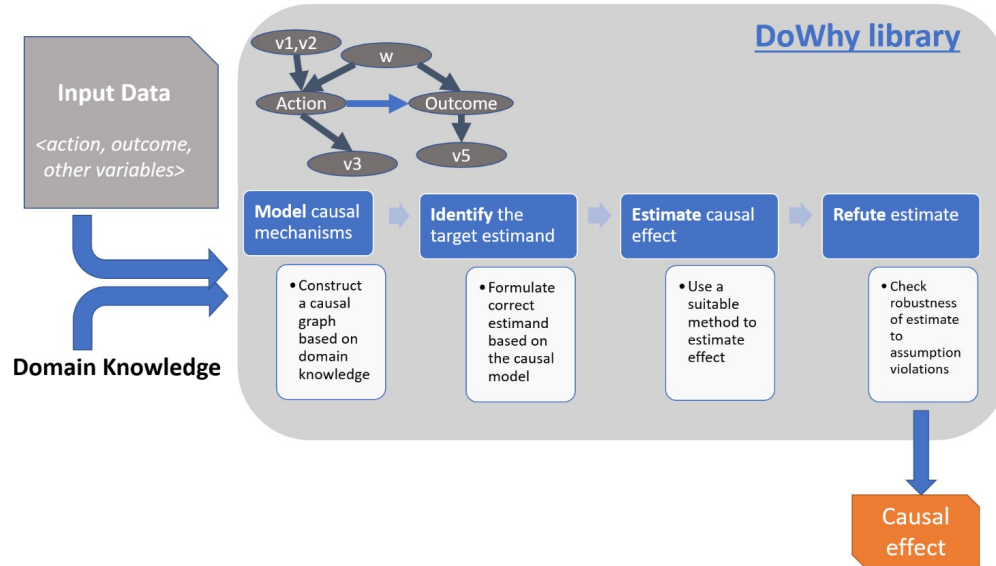 DoWhy library
Input Data
<action, outcome,
other variables>
v1,v2
w
Action
Outcome
v3
v5
Model causal
mechanisms
Identify the
target estimand
Estimate causal
effect
Refute estimate
• Construct
a causal
graph
based on
domain
knowledge
• Formulate
correct
estimand
based on
the causal
model
• Use a
suitable
method to
estimate
effect
• Check
robustness
of estimate
to
assumption
violations
Domain Knowledge
Causal
effect